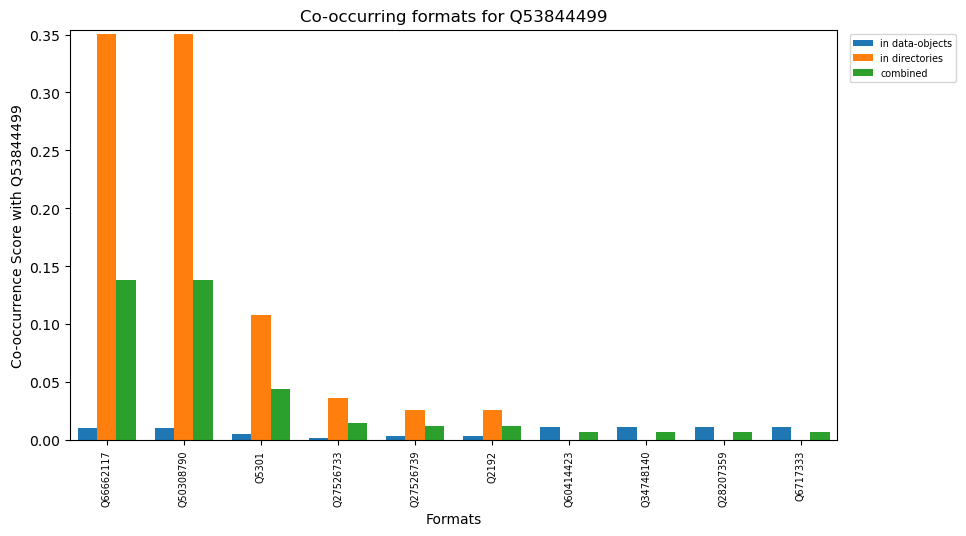 Co-occurring formats for Q53844499
in data-objects
in directories
combined
Co-occurrence Score with Q53844499
0.35
0.30
0.25
0.20
0.15
0.10
0.05
0.00
Q66662117
Q50308790
Q5301
Q27526733
Q27526739
Q2192
Q60414423
Q34748140
Q28207359
Q6717333
Formats